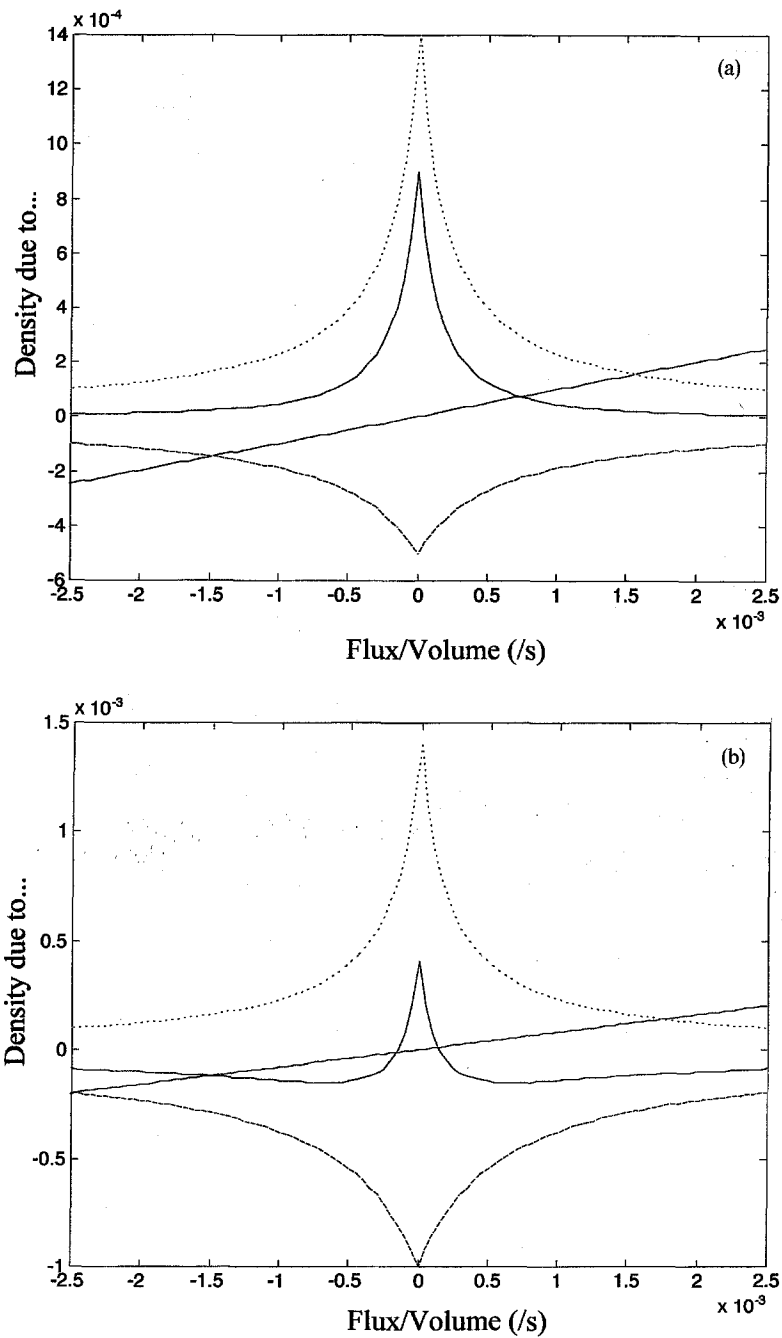 x 10-4
14
(a)
12
10
8
6
Density due to...
4
2
0
-2
-4
-6
-2.5 -2 -1.5 -1 -0.5 0 0.5 1 1.5 2 2.5
x 10-3
Flux/Volume (/s)
x 10-3
1.5
(b)
1
0.5
Density due to...
0
-0.5
-1
-2.5 -2 -1.5 -1 -0.5 0 0.5 1 1.5 2 2.5
x 10-3
Flux/Volume (/s)